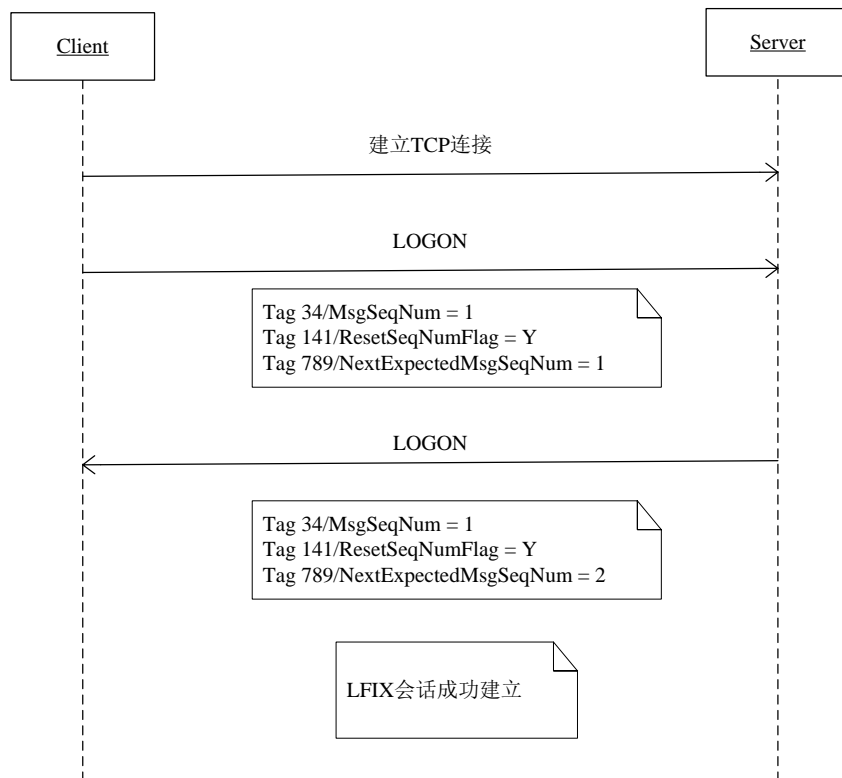 Client
Server
建立TCP连接
LOGON
Tag 34/MsgSeqNum = 1
Tag 141/ResetSeqNumFlag = Y
Tag 789/NextExpectedMsgSeqNum = 1
LOGON
Tag 34/MsgSeqNum = 1
Tag 141/ResetSeqNumFlag = Y
Tag 789/NextExpectedMsgSeqNum = 2
LFIX会话成功建立